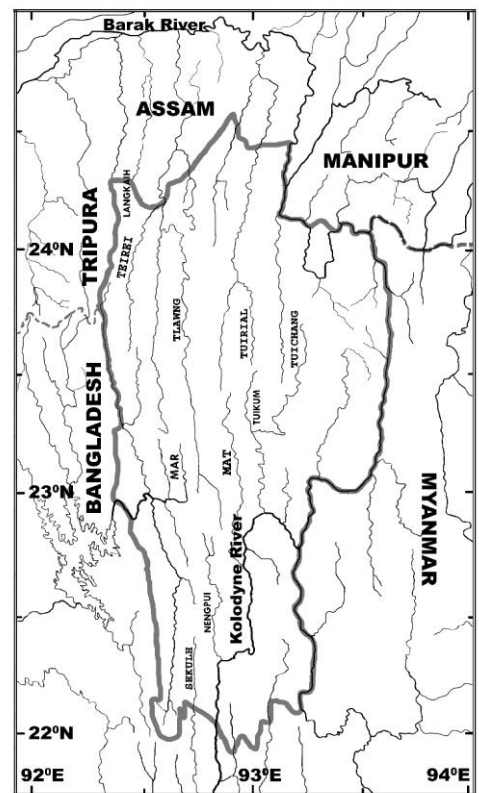 Barak River
ASSAM
MANIPUR
TRIPURA
LANGKAIH
24⁰N
TEIREI
TLAWNG
TUIRIAL
TUICHANG
TUIKUM
BANGLADESH
MAR
MAT
23⁰N
MYANMAR
Kolodyne River
NENGPUI
SEKULH
22⁰N
92⁰E
93⁰E
94⁰E